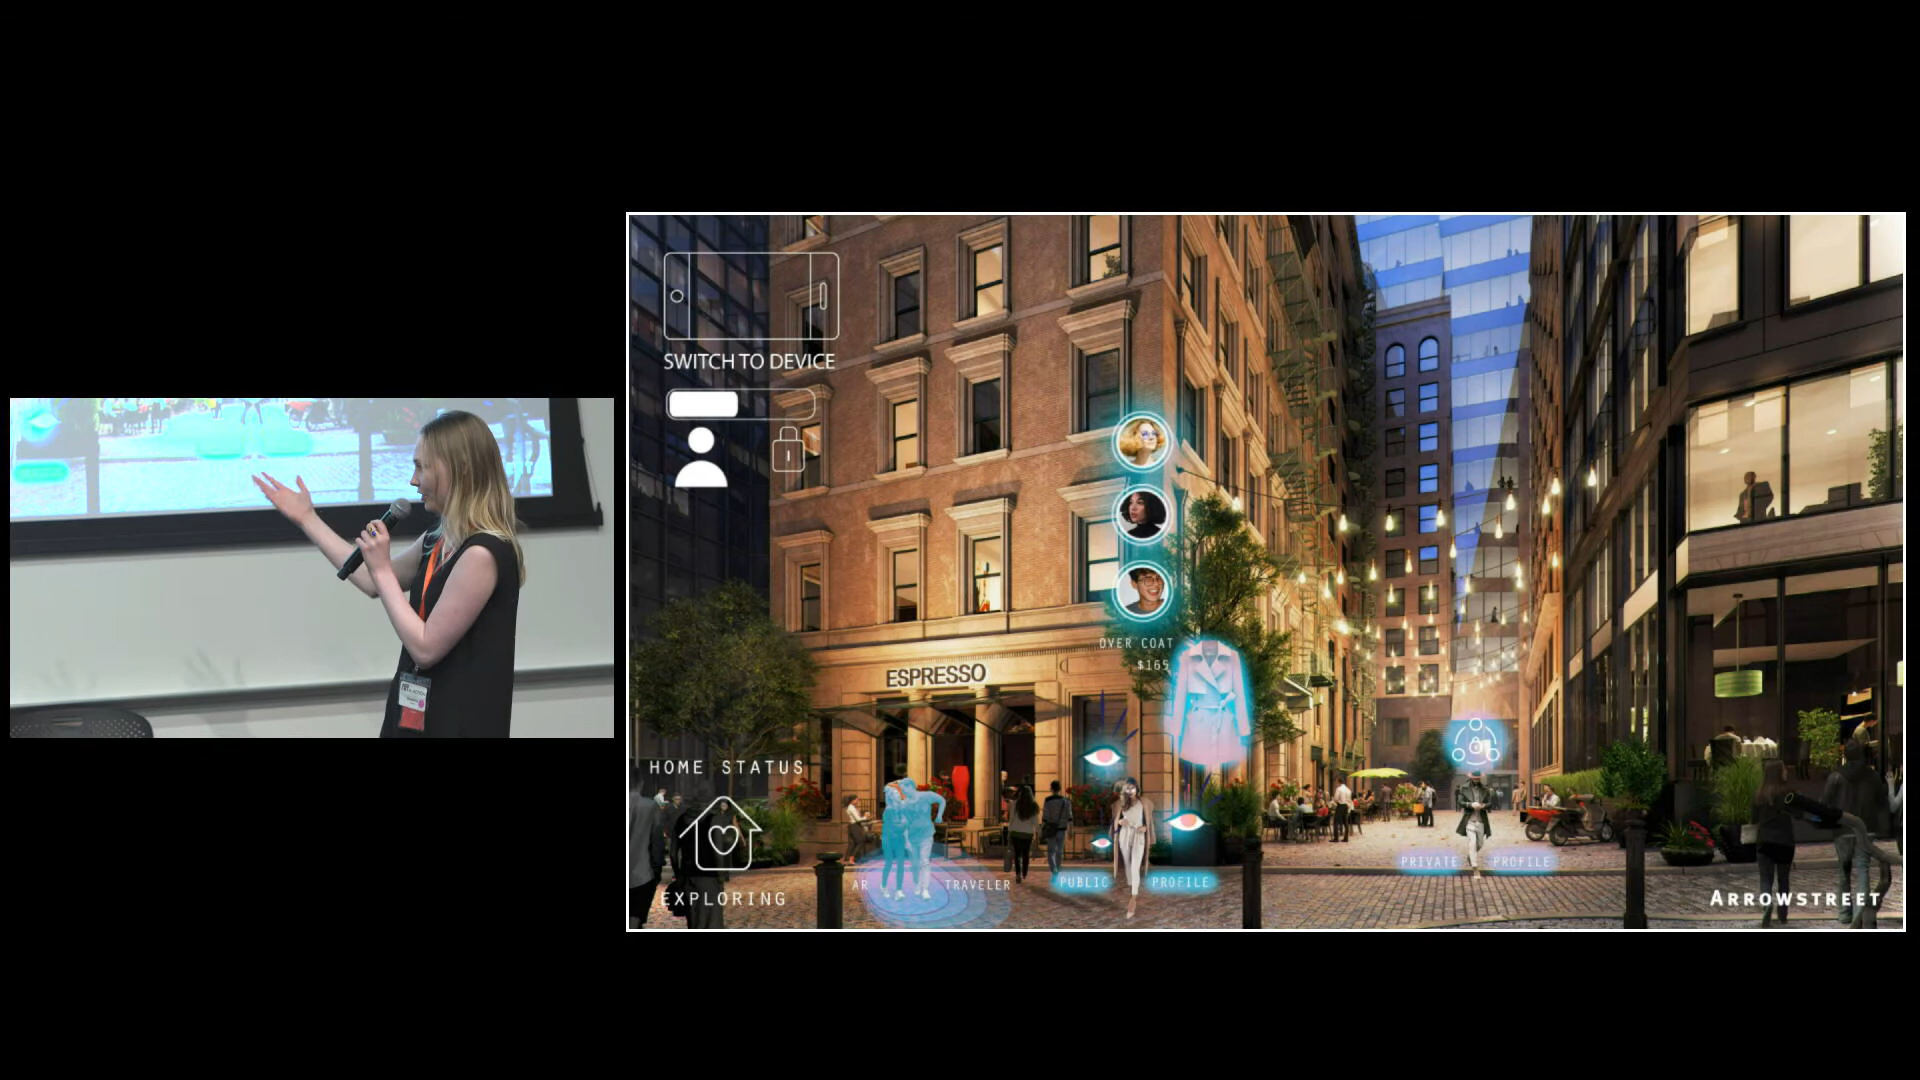 SWITCH TO DEVICE
OVER COAT
$165
ESPRESSO
HOME STATUS
EXPLORING
AR TRAVELER
PUBLIC PROFILE
PRIVATE PROFILE
ARROWSTREET